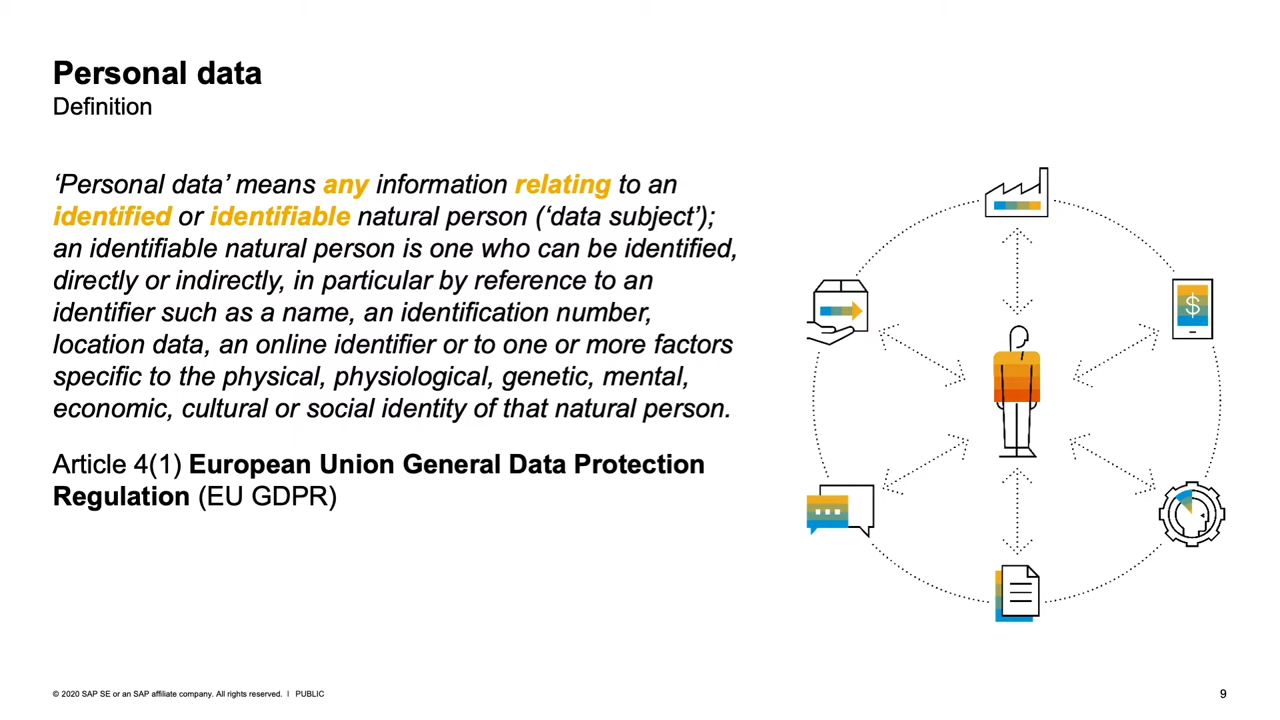 Personal data
Definition
‘Personal data’ means any information relating to an
identified or identifiable natural person (‘data subject’);
an identifiable natural person is one who can be identified,
directly or indirectly, in particular by reference to an
identifier such as a name, an identification number,
location data, an online identifier or to one or more factors
specific to the physical, physiological, genetic, mental,
economic, cultural or social identity of that natural person.
Article 4(1) European Union General Data Protection
Regulation (EU GDPR)
$
© 2020 SAP SE or an SAP affiliate company. All rights reserved. | PUBLIC
9